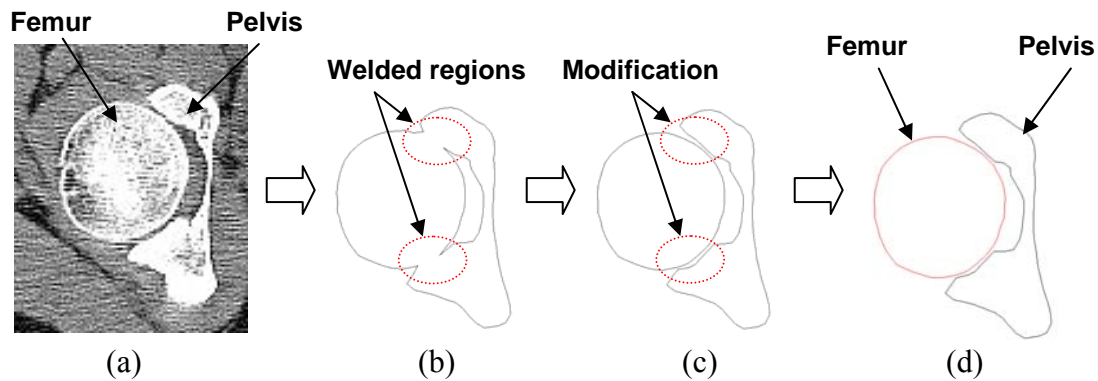 Femur Pelvis
Welded regions
Modification
Femur Pelvis
(a) (b) (c) (d)